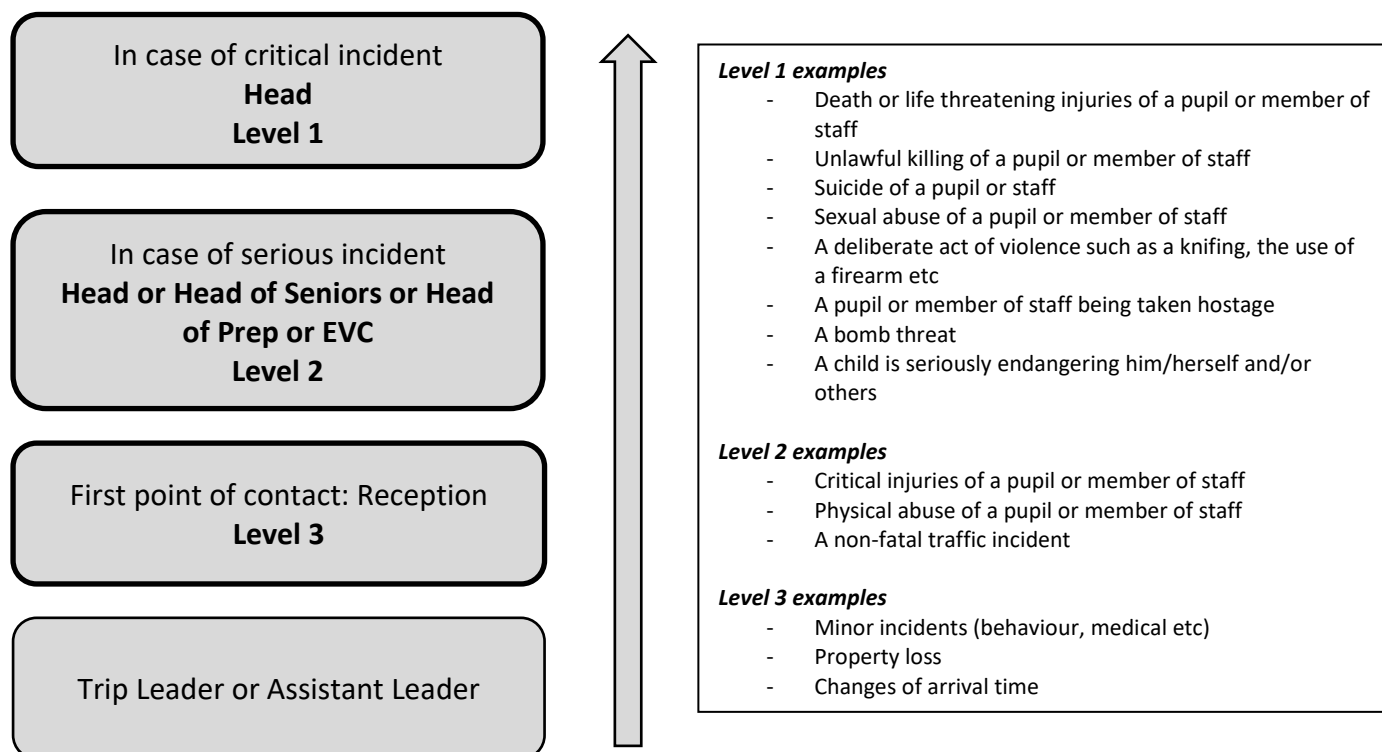 In case of critical incident
Head
Level 1
In case of serious incident
Head or Head of Seniors or Head
of Prep or EVC
Level 2
First point of contact: Reception
Level 3
Trip Leader or Assistant Leader
Level 1 examples
- Death or life threatening injuries of a pupil or member of
staff
- Unlawful killing of a pupil or member of staff
- Suicide of a pupil or staff
- Sexual abuse of a pupil or member of staff
- A deliberate act of violence such as a knifing, the use of
a firearm etc
- A pupil or member of staff being taken hostage
- A bomb threat
- A child is seriously endangering him/herself and/or
others
Level 2 examples
- Critical injuries of a pupil or member of staff
- Physical abuse of a pupil or member of staff
- A non-fatal traffic incident
Level 3 examples
- Minor incidents (behaviour, medical etc)
- Property loss
- Changes of arrival time